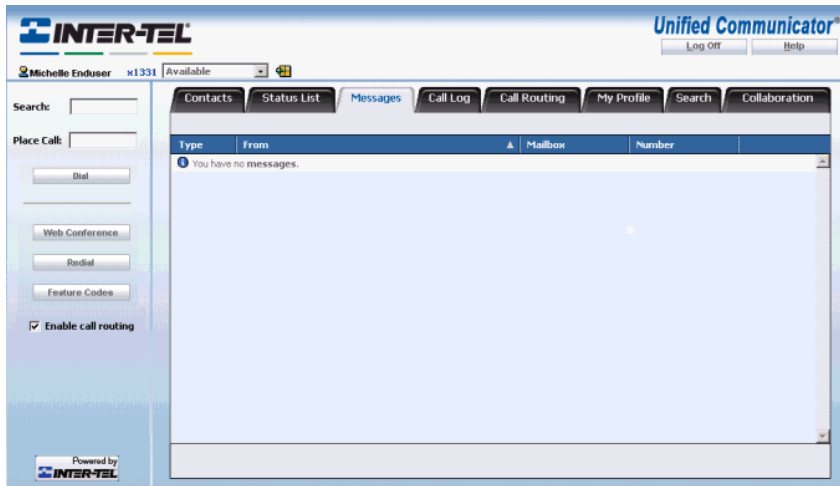 INTER-TEL
Unified Communicator®
Log Off Help
Michelle Enduser x1331 Available
Contacts Status List Messages Call Log Call Routing My Profile Search Collaboration
Search:
Place Call:
Type From Mailbox Number
You have no messages.
Dial
Web Conference
Redial
Feature Codes
Enable call routing
Powered by
INTER-TEL